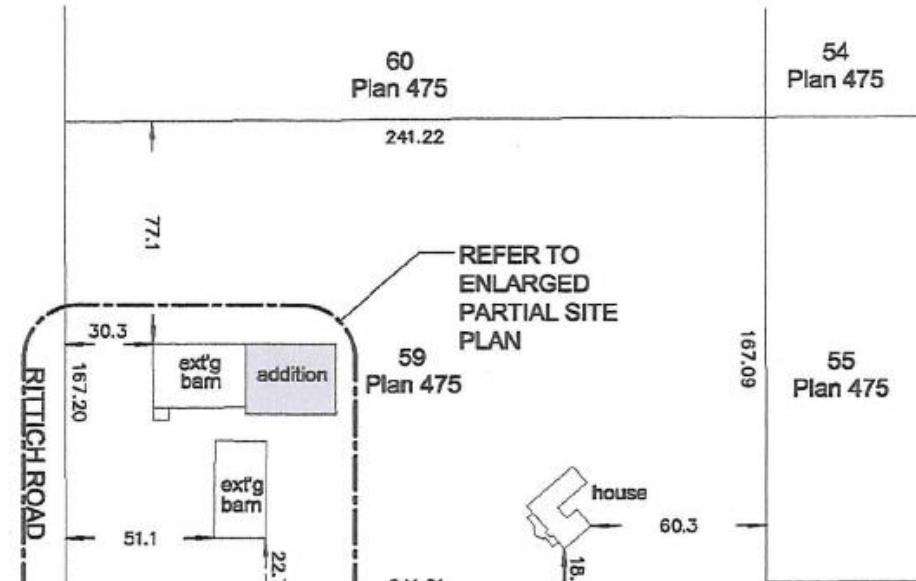 60
Plan 475
54
Plan 475
241.22
77.1
REFER TO
ENLARGED
PARTIAL SITE
PLAN
30.3
167.20
ext'g
barn
addition
59
Plan 475
167.09
55
Plan 475
RITTICH ROAD
ext'g
barn
house
51.1
60.3
22.
18.